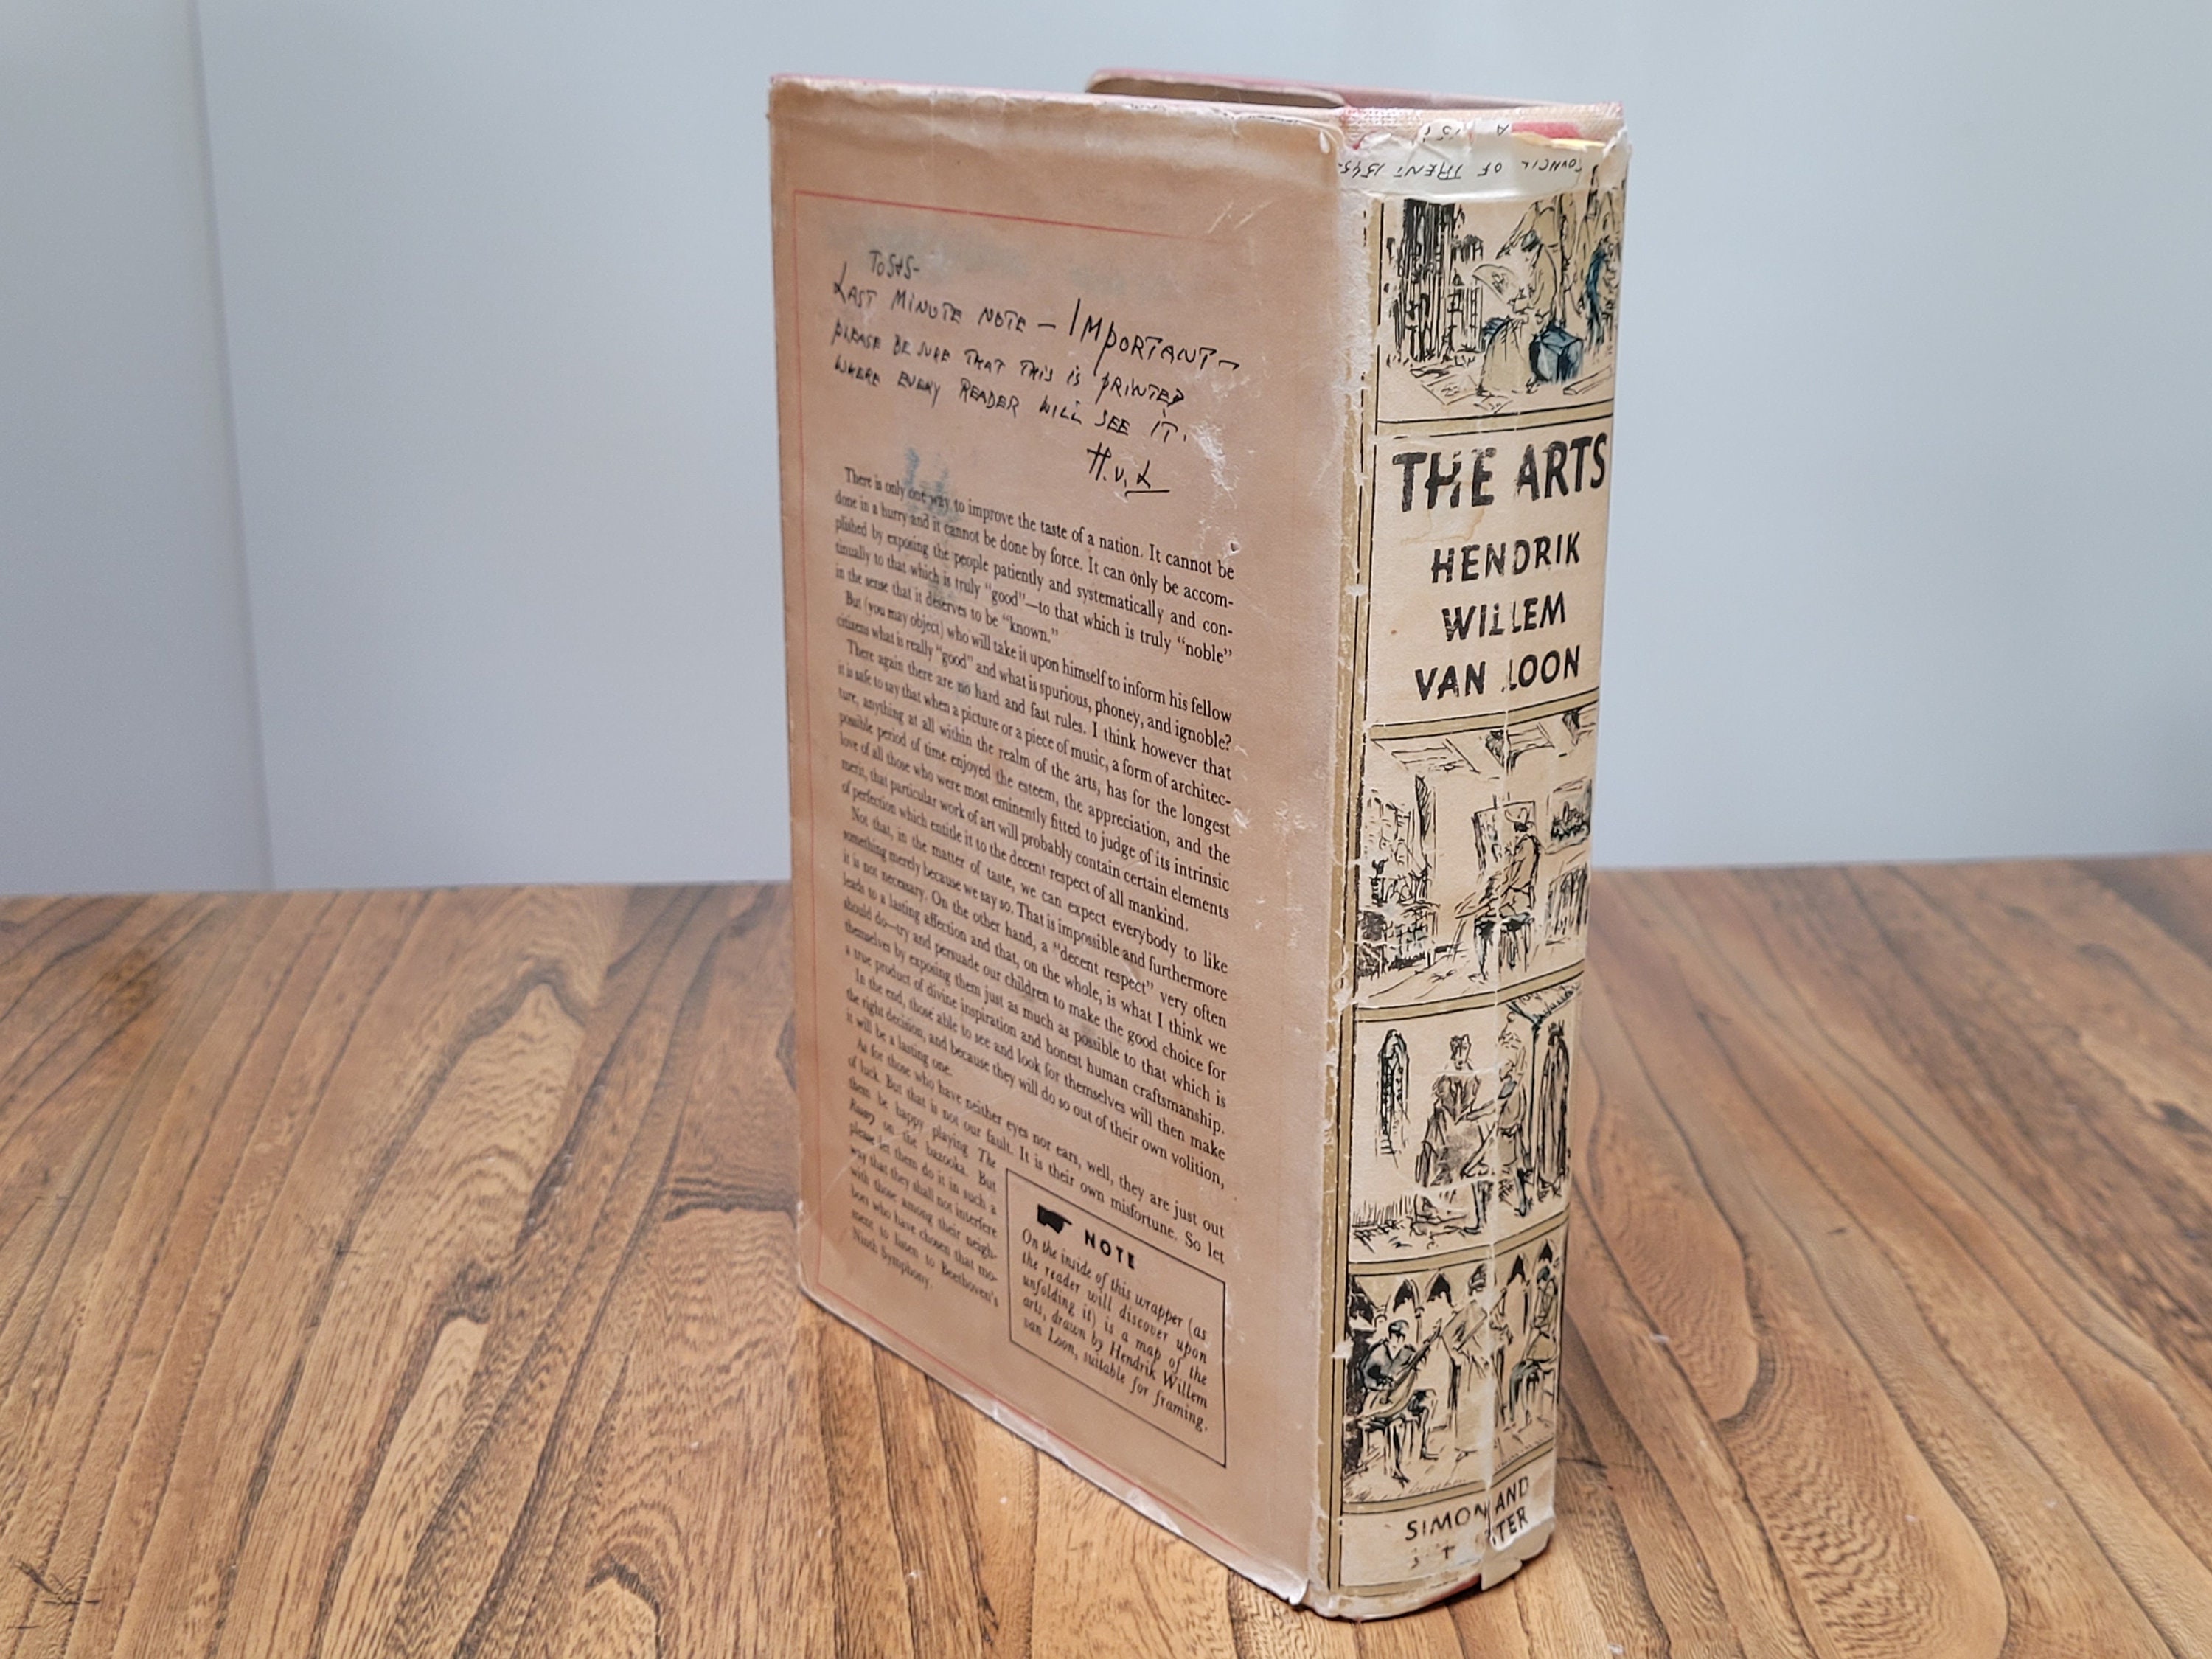 To S&S-
LAST MINUTE NOTE — IMPORTANT —
PLEASE BE SURE THAT THIS IS PRINTED
WHERE EVERY READER WILL SEE IT.
H.v.L
There is only one way to improve the taste of a nation. It cannot be
done in a hurry and it cannot be done by force. It can only be accom-
plished by exposing the people patiently and systematically and con-
tinually to that which is truly “good”—to that which is truly “noble”
in the sense that it deserves to be “known.”
But (you may object) who will take it upon himself to inform his fellow
citizens what is really “good” and what is spurious, phoney, and ignoble?
There again there are no hard and fast rules. I think however that
it is safe to say that when a picture or a piece of music, a form of architec-
ture, anything at all within the realm of the arts, has for the longest
possible period of time enjoyed the esteem, the appreciation, and the
love of all those who were most eminently fitted to judge of its intrinsic
merit, that particular work of art will probably contain certain elements
of perfection which entitle it to the decent respect of all mankind.
Not that, in the matter of taste, we can expect everybody to like
something merely because we say so. That is impossible and furthermore
it is not necessary. On the other hand, a “decent respect” very often
leads to a lasting affection and that, on the whole, is what I think we
should do—try and persuade our children to make the good choice for
themselves by exposing them just as much as possible to that which is
a true product of divine inspiration and honest human craftsmanship.
In the end, those able to see and look for themselves will then make
the right decision, and because they will do so out of their own volition,
it will be a lasting one.
As for those who have neither eyes nor ears, well, they are just out
of luck. But that is not our fault. It is their own misfortune. So let
them be happy playing The
Rosary on the bazooka. But
please let them do it in such a
way that they shall not interfere
with those among their neigh-
bors who have chosen that mo-
ment to listen to Beethoven's
Ninth Symphony.
NOTE
On the inside of this wrapper (as
the reader will discover upon
unfolding it) is a map of the
arts, drawn by Hendrik Willem
van Loon, suitable for framing.
COUNCIL OF TRENT 1545-
THE ARTS
HENDRIK
WILLEM
VAN LOON
SIMON AND